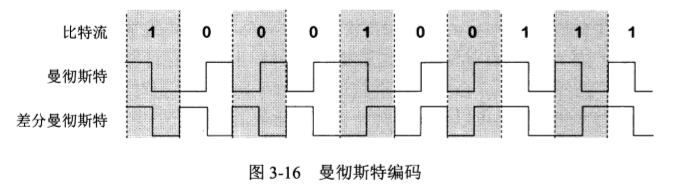 比特流 1 0 0 0 1 0 0 1 1 1
曼彻斯特
差分曼彻斯特
图 3-16 曼彻斯特编码